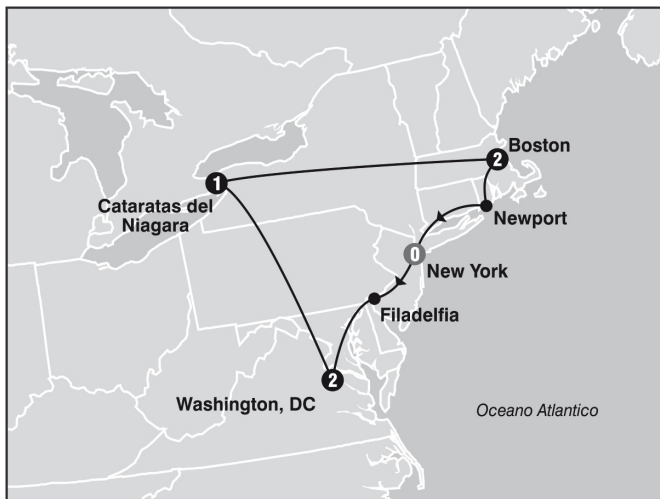 2
Boston
1
Cataratas del
Niagara
Newport
0
New York
Filadelfia
2
Washington, DC
Oceano Atlantico